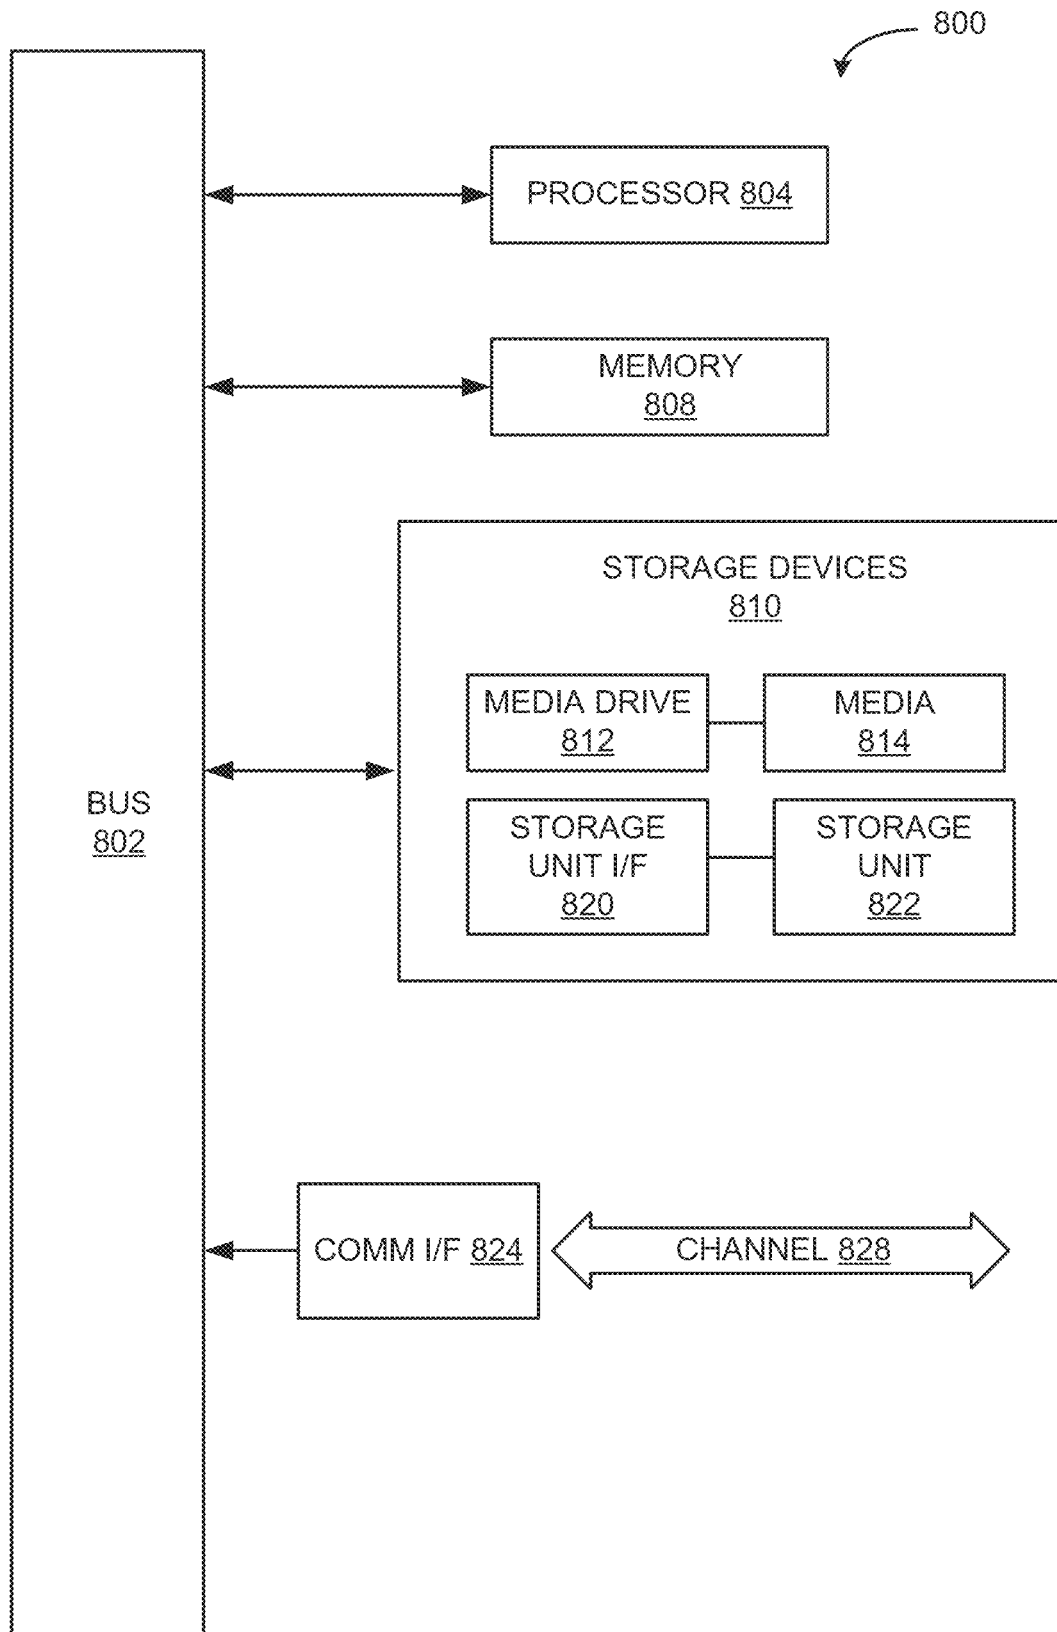 800
PROCESSOR 804
MEMORY
808
STORAGE DEVICES
810
MEDIA DRIVE
812
MEDIA
814
BUS
802
STORAGE
UNIT I/F
820
STORAGE
UNIT
822
COMM I/F 824
CHANNEL 828